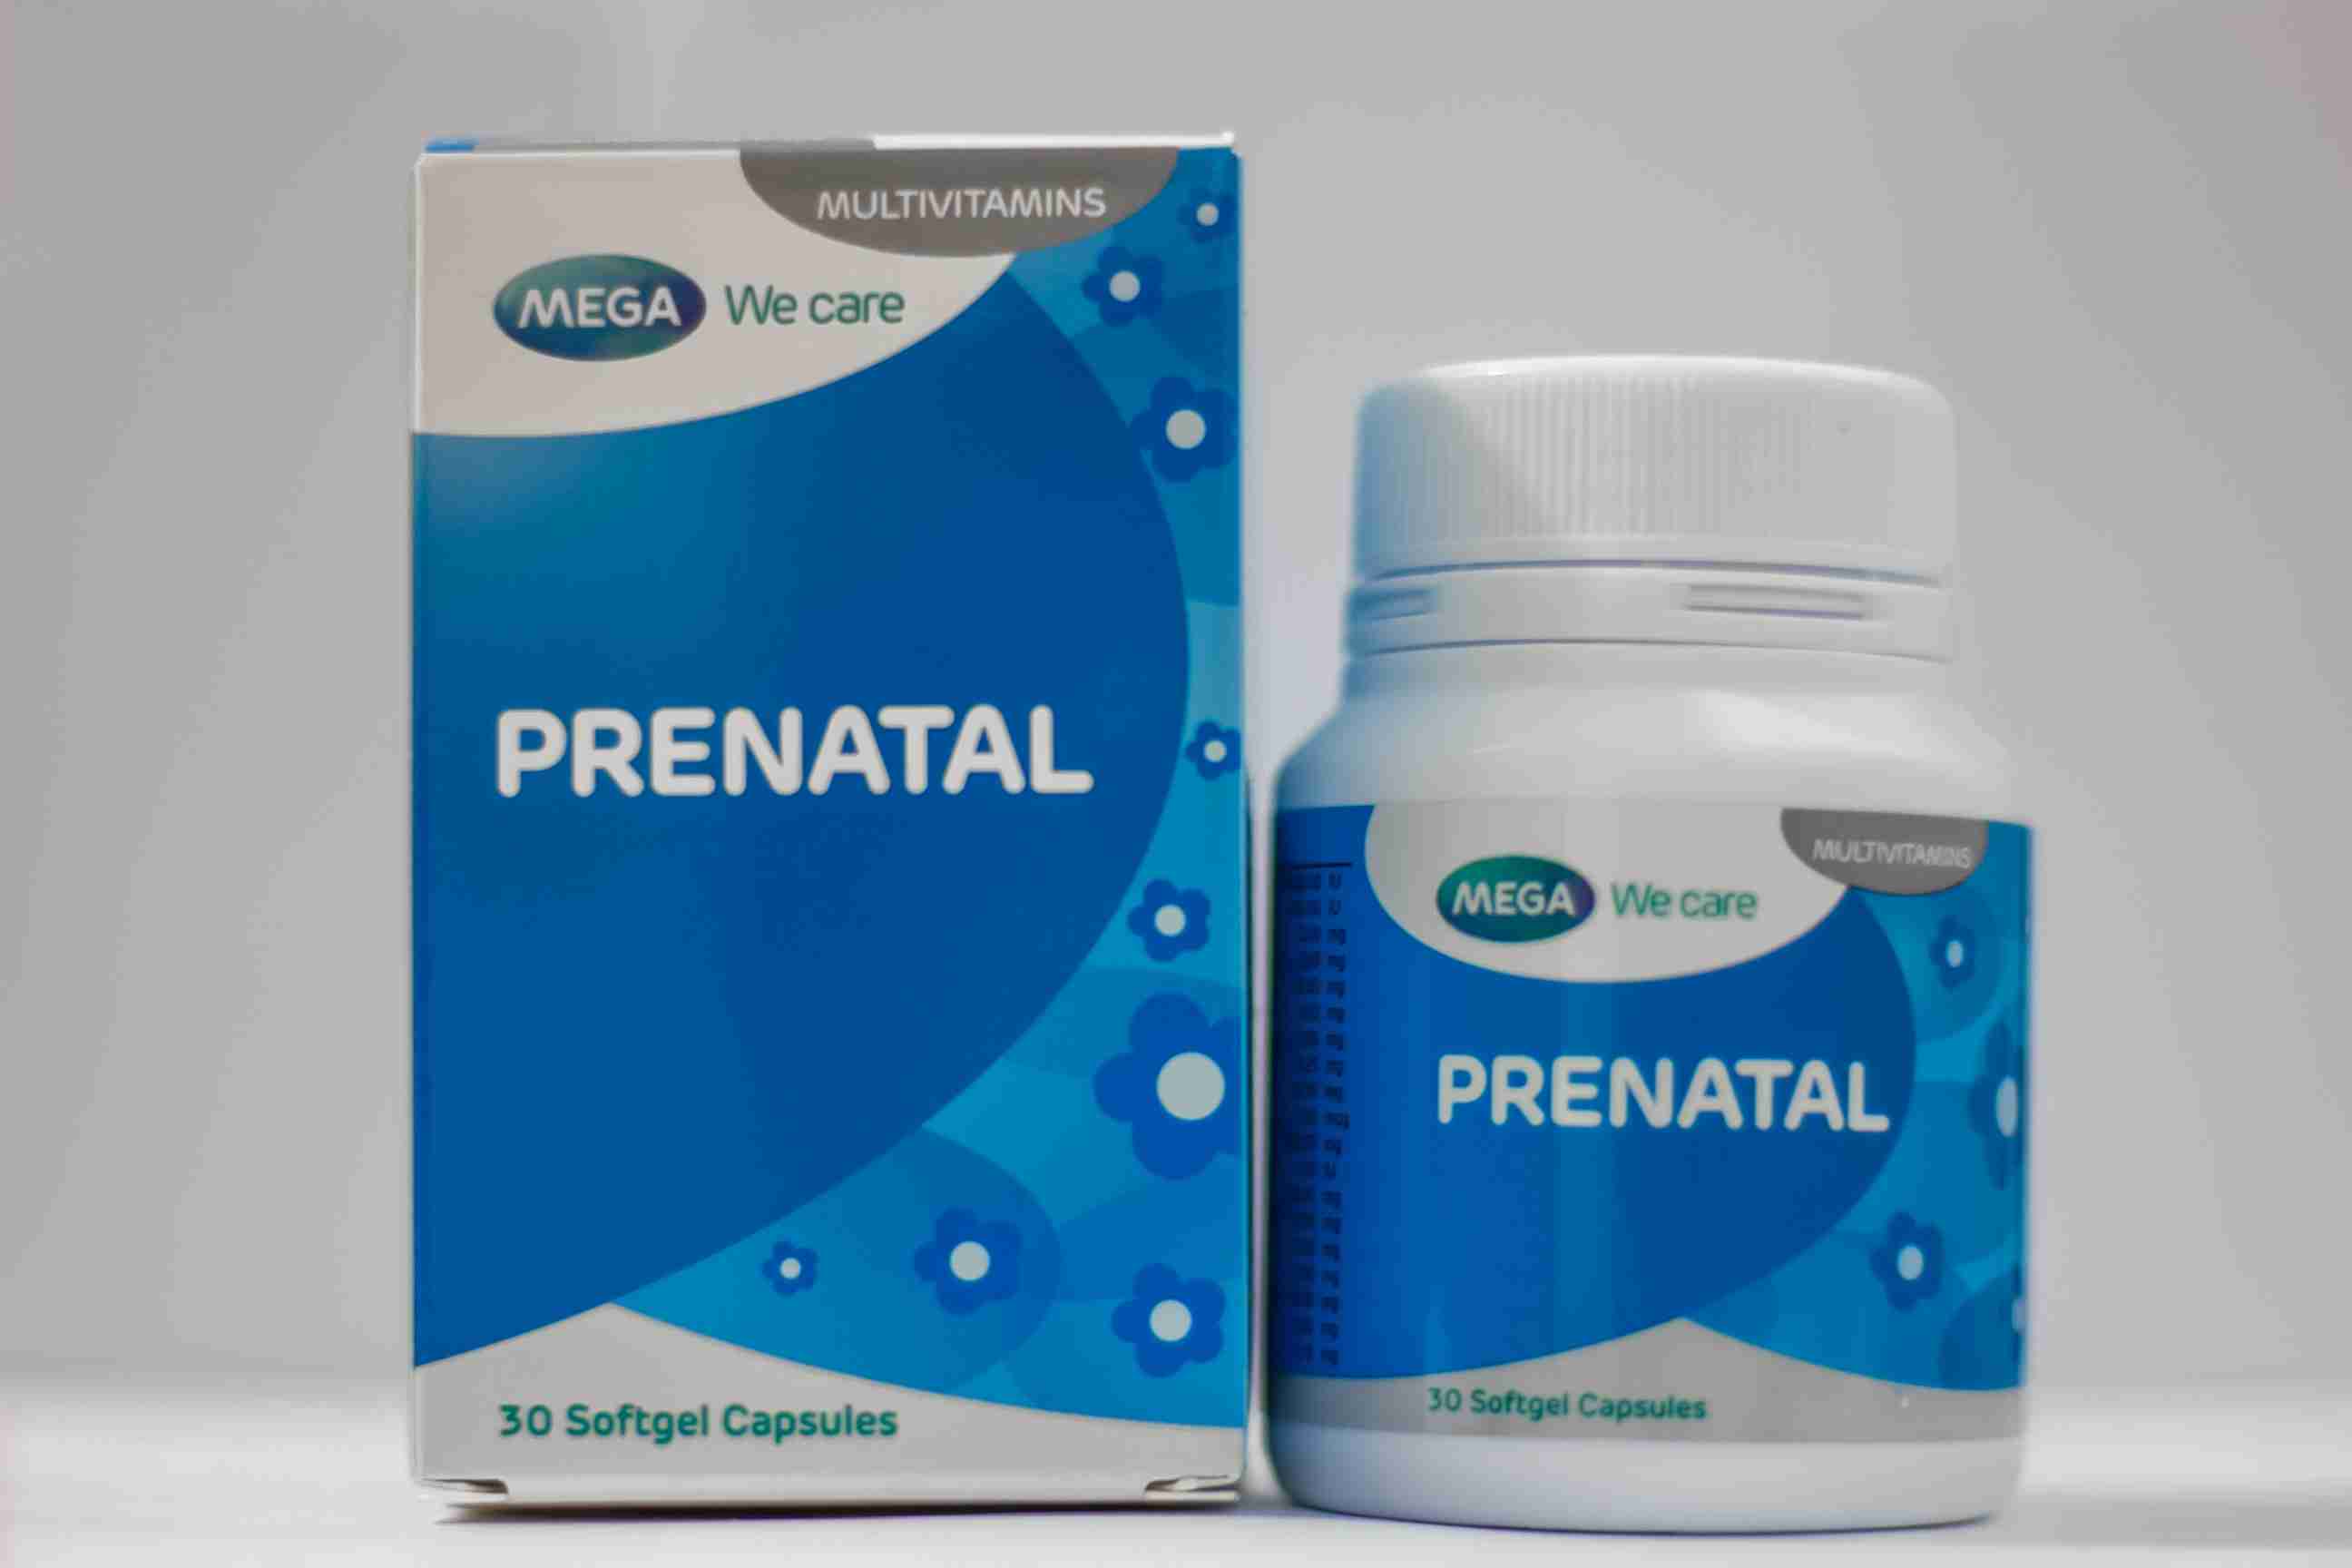 MULTIVITAMINS
MEGA We care
PRENATAL
30 Softgel Capsules
MULTIVITAMINS
MEGA We care
PRENATAL
30 Softgel Capsules